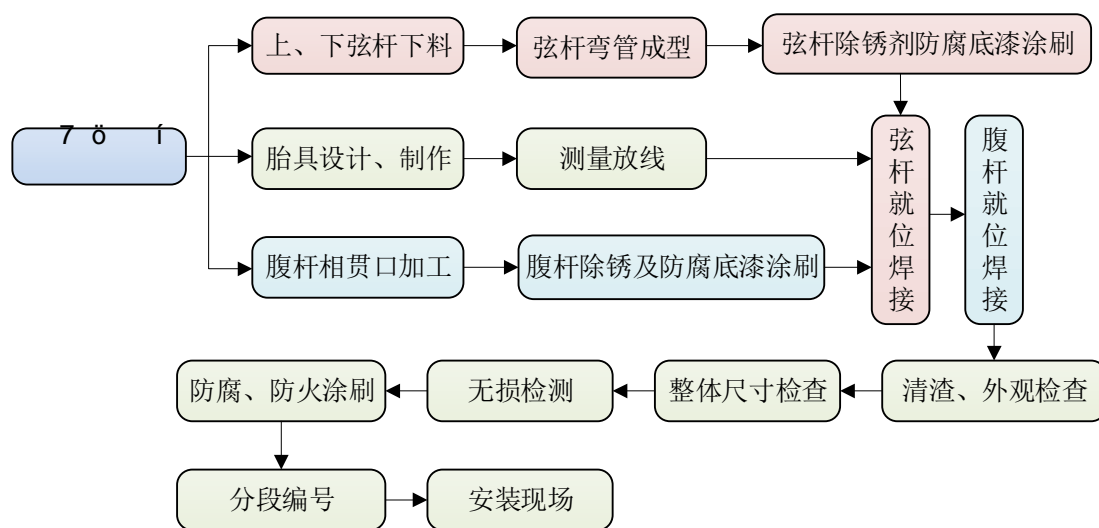 上、下弦杆下料
弦杆弯管成型
弦杆除锈剂防腐底漆涂刷
7 ö í
胎具设计、制作
测量放线
弦杆就位焊接
腹杆就位焊接
腹杆相贯口加工
腹杆除锈及防腐底漆涂刷
防腐、防火涂刷
无损检测
整体尺寸检查
清渣、外观检查
分段编号
安装现场